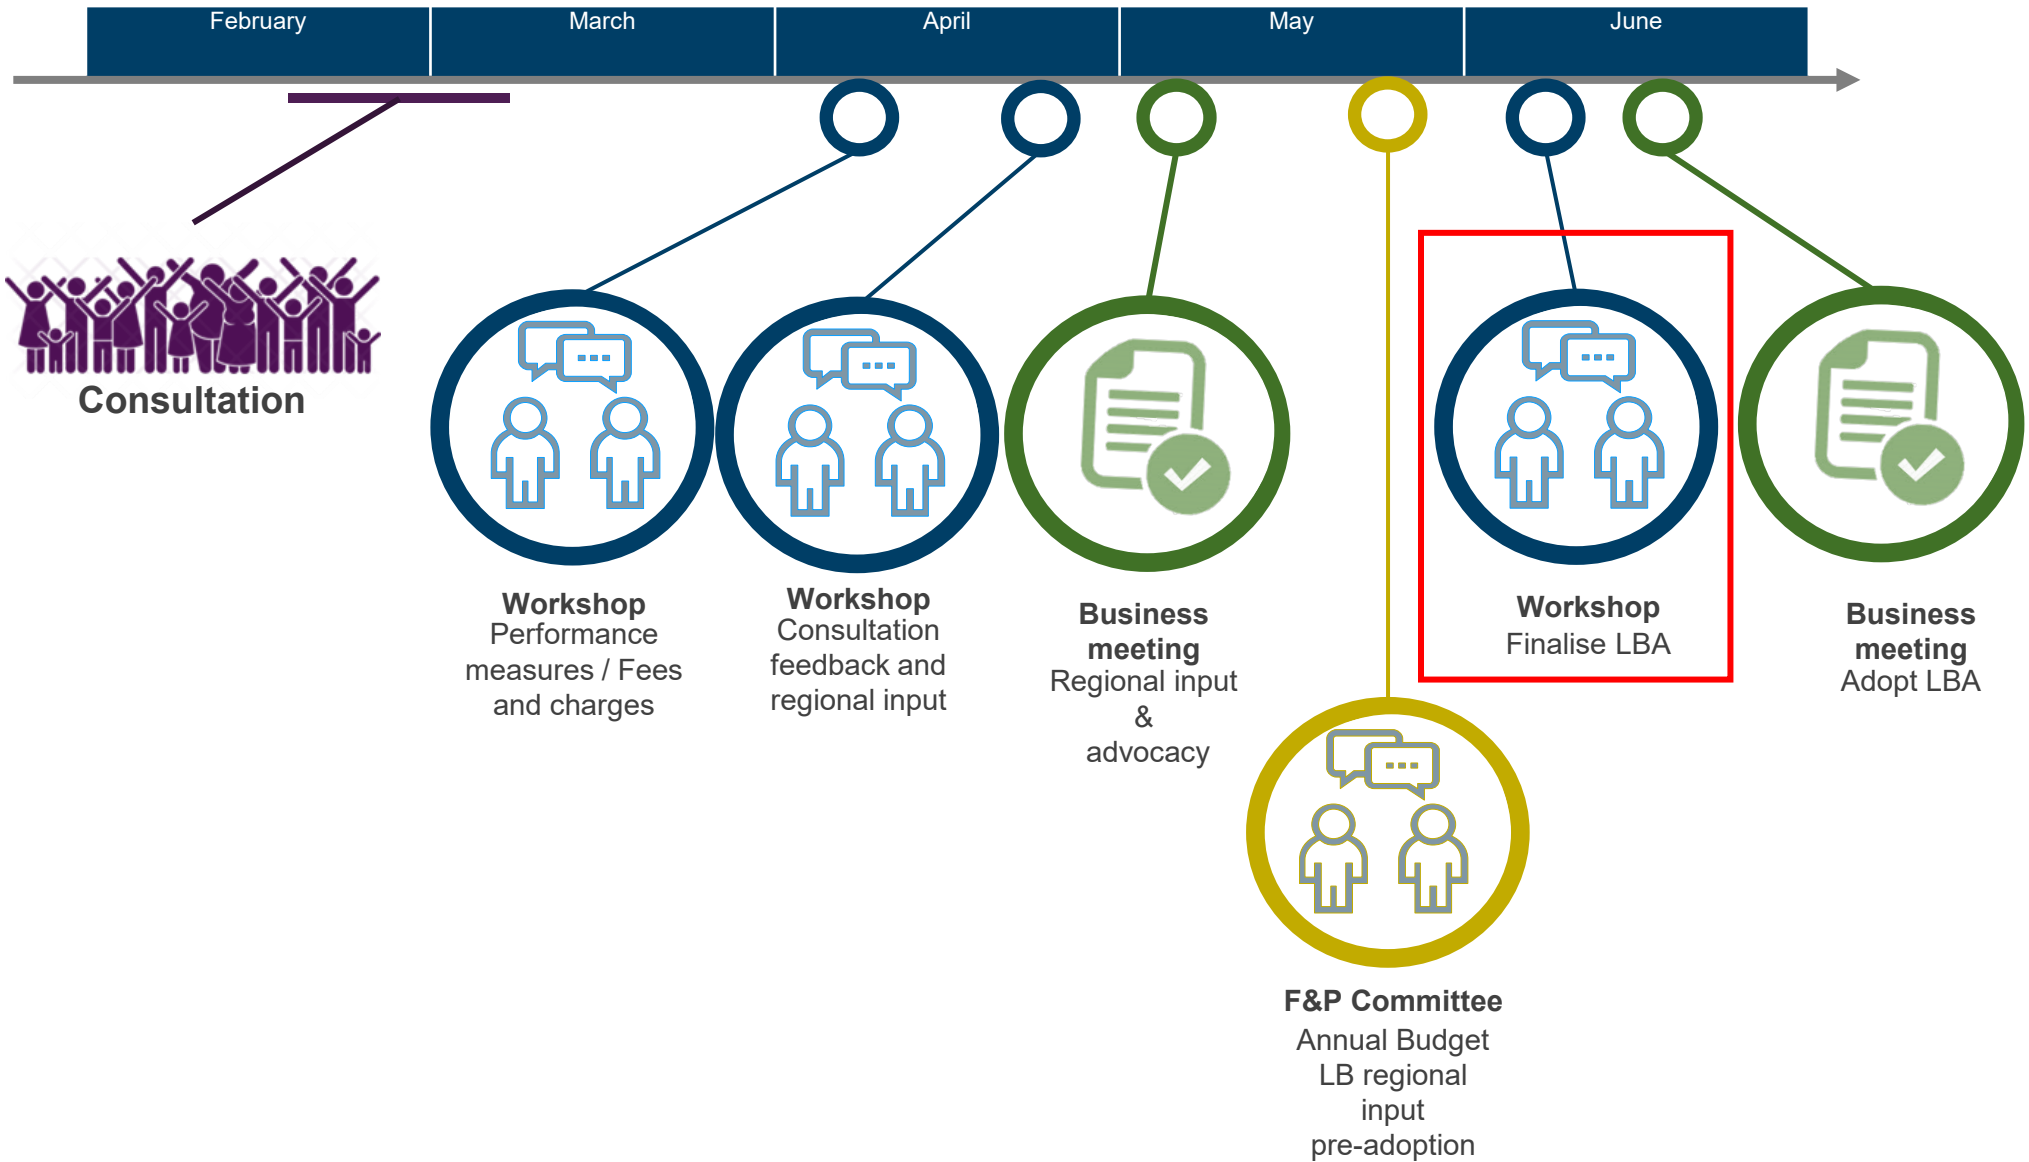 February
March
April
May
June
Consultation
Workshop
Performance
measures / Fees
and charges
Workshop
Consultation
feedback and
regional input
Business
meeting
Regional input
&
advocacy
F&P Committee
Annual Budget
LB regional
input
pre-adoption
Workshop
Finalise LBA
Business
meeting
Adopt LBA